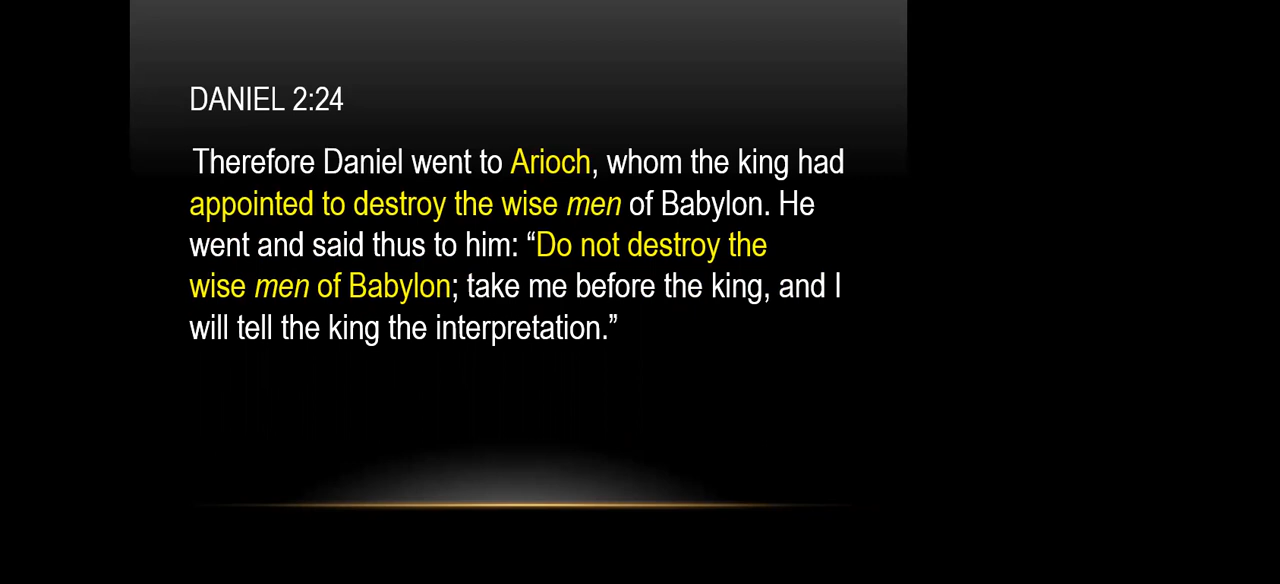 DANIEL 2:24
Therefore Daniel went to Arioch, whom the king had
appointed to destroy the wise men of Babylon. He
went and said thus to him: “Do not destroy the
wise men of Babylon; take me before the king, and I
will tell the king the interpretation.”